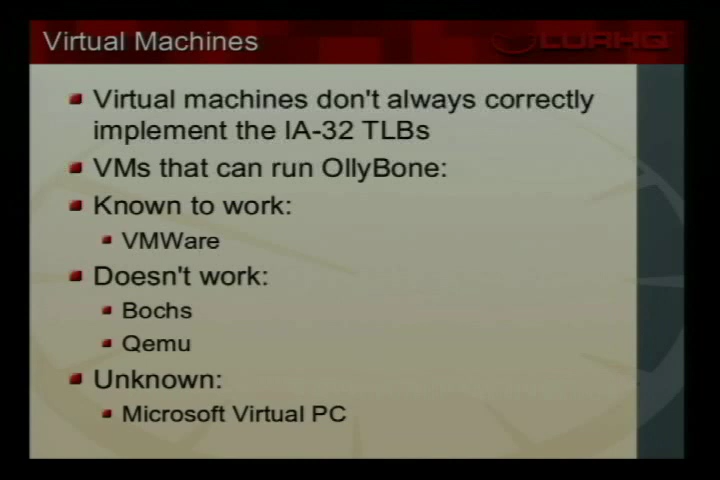 Virtual Machines
LURHQ
Virtual machines don't always correctly
implement the IA-32 TLBs
VMs that can run OllyBone:
Known to work:
VMWare
Doesn't work:
Bochs
Qemu
Unknown:
Microsoft Virtual PC